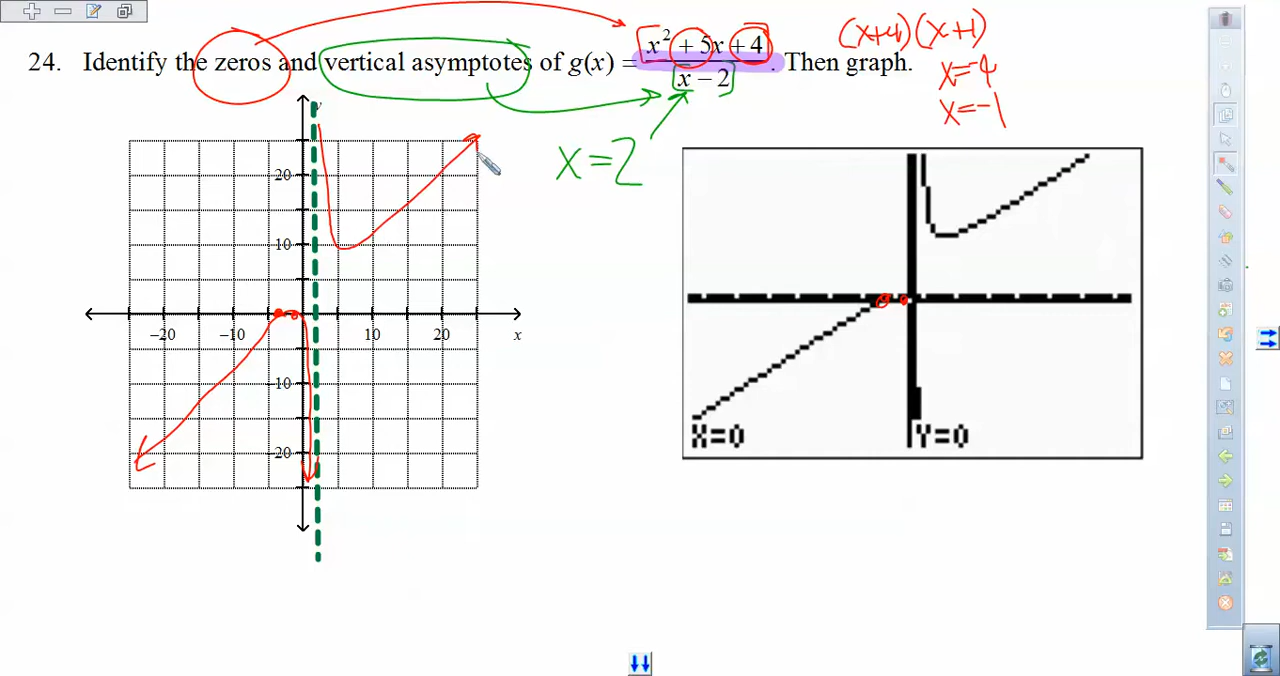 24. Identify the zeros and vertical asymptotes of g(x) = x² + 5x + 4 / x − 2. Then graph.
(x+4)(x+1)
x=-4
x=-1
x=2
y
20
10
−20 −10 10 20 x
−10
−20
X=0 Y=0